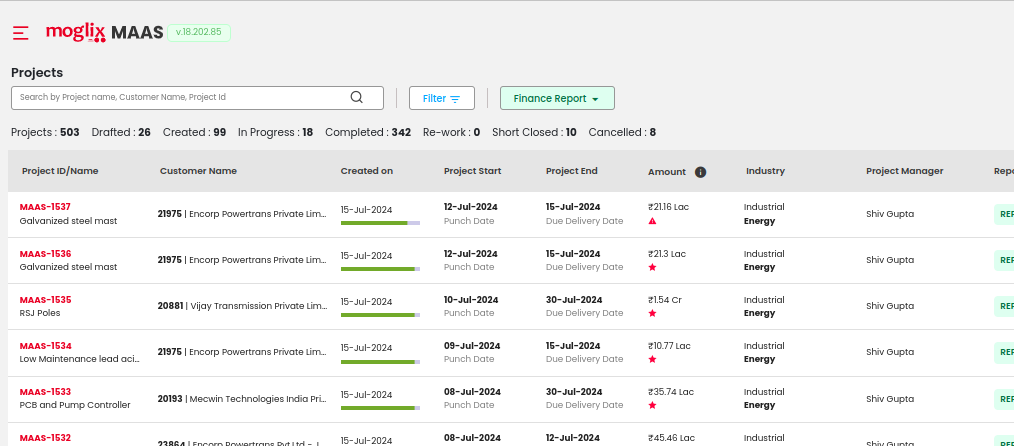 moglix MAAS v.18.202.85
Projects
Search by Project name, Customer Name, Project Id Filter Finance Report
Projects : 503 Drafted : 26 Created : 99 In Progress : 18 Completed : 342 Re-work : 0 Short Closed : 10 Cancelled : 8
Project ID/Name Customer Name Created on Project Start Project End Amount i Industry Project Manager Repo
MAAS-1537 21975 | Encorp Powertrans Private Lim... 15-Jul-2024 12-Jul-2024 15-Jul-2024 ₹21.16 Lac Industrial Shiv Gupta REP
Galvanized steel mast Punch Date Due Delivery Date Energy
MAAS-1536 21975 | Encorp Powertrans Private Lim... 15-Jul-2024 12-Jul-2024 15-Jul-2024 ₹21.3 Lac Industrial Shiv Gupta REP
Galvanized steel mast Punch Date Due Delivery Date Energy
MAAS-1535 20881 | Vijay Transmission Private Lim... 15-Jul-2024 10-Jul-2024 30-Jul-2024 ₹1.54 Cr Industrial Shiv Gupta REP
RSJ Poles Punch Date Due Delivery Date Energy
MAAS-1534 21975 | Encorp Powertrans Private Lim... 15-Jul-2024 09-Jul-2024 15-Jul-2024 ₹10.77 Lac Industrial Shiv Gupta REP
Low Maintenance lead aci... Punch Date Due Delivery Date Energy
MAAS-1533 20193 | Mecwin Technologies India Pri... 15-Jul-2024 08-Jul-2024 30-Jul-2024 ₹35.74 Lac Industrial Shiv Gupta REP
PCB and Pump Controller Punch Date Due Delivery Date Energy
MAAS-1532 23864 | Encorp Powertrans Pvt Ltd - J... 15-Jul-2024 08-Jul-2024 12-Jul-2024 ₹45.46 Lac Industrial Shiv Gupta